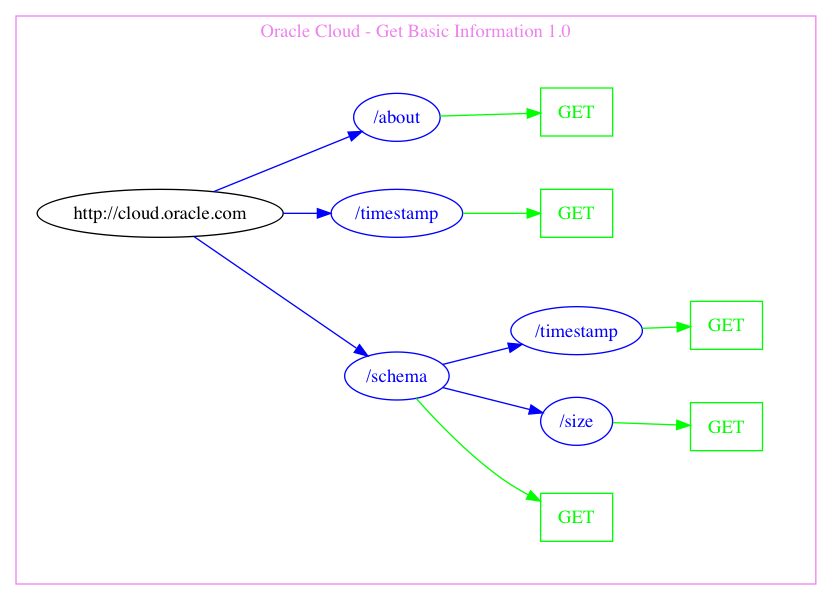 Oracle Cloud - Get Basic Information 1.0
/about
GET
http://cloud.oracle.com
/timestamp
GET
/timestamp
GET
/schema
/size
GET
GET